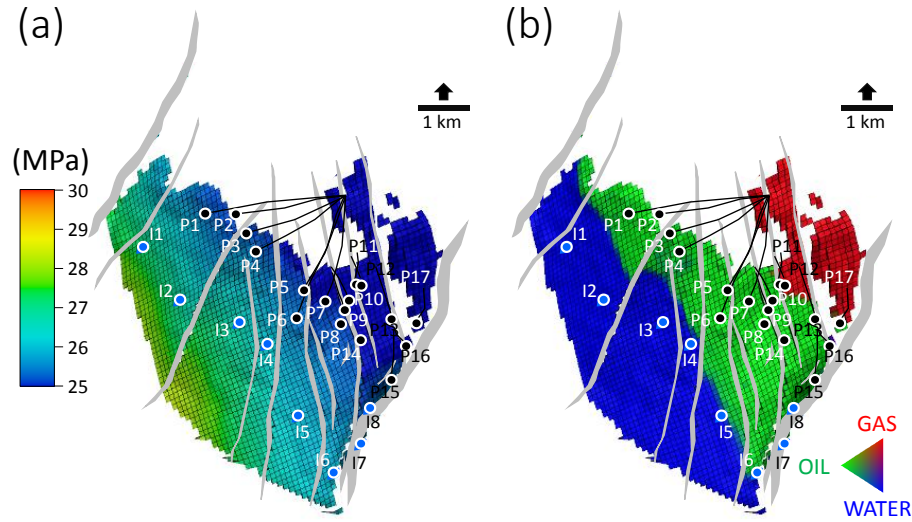 (a)
(b)
1 km
1 km
(MPa)
30
29
28
27
26
25
P1
P2
P3
P4
P5
P6
P7
P8
P9
P10
P11
P12
P13
P14
P15
P16
P17
I1
I2
I3
I4
I5
I6
I7
I8
P1
P2
P3
P4
P5
P6
P7
P8
P9
P10
P11
P12
P13
P14
P15
P16
P17
I1
I2
I3
I4
I5
I6
I7
I8
GAS
OIL
WATER